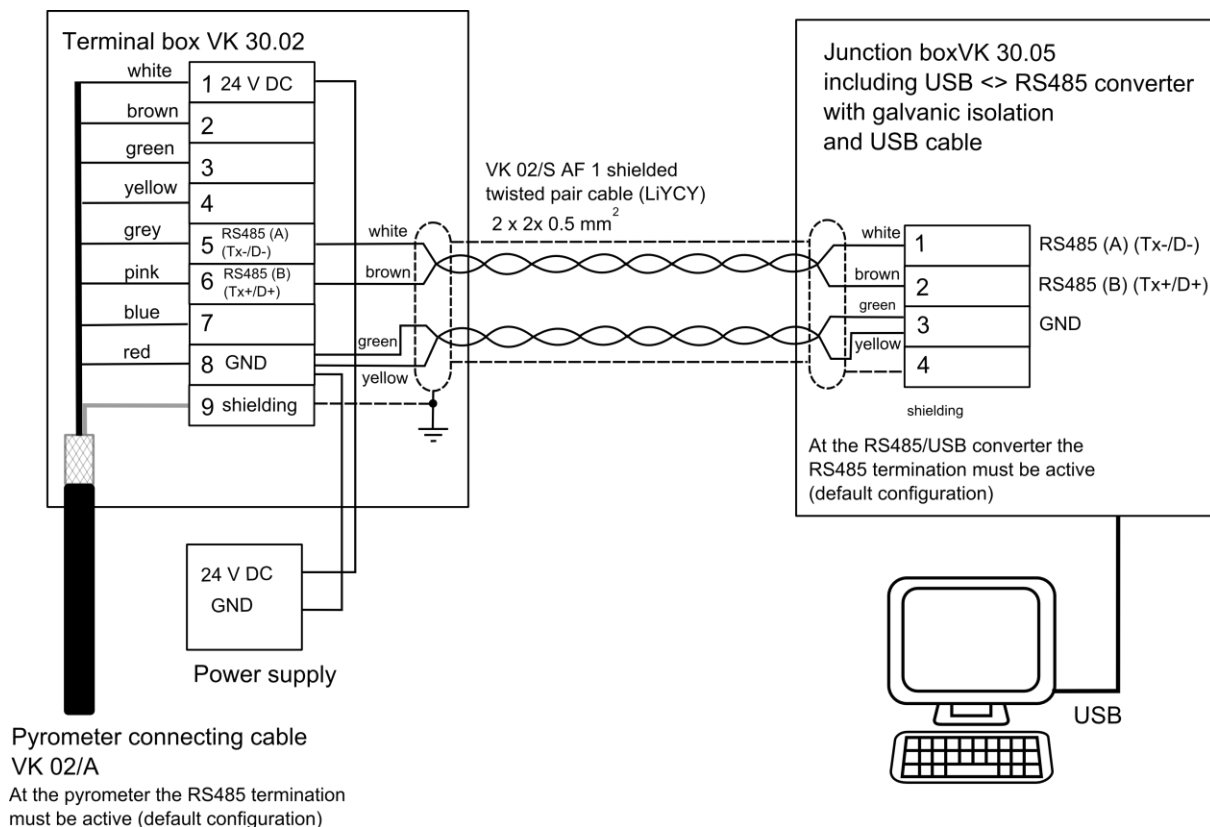 Terminal box VK 30.02
white
1 24 V DC
brown
2
green
3
yellow
4
grey
5 RS485 (A)
(Tx-/D-)
pink
6 RS485 (B)
(Tx+/D+)
blue
7
red
8 GND
9 shielding
white
brown
green
yellow
VK 02/S AF 1 shielded
twisted pair cable (LiYCY)
2 x 2x 0.5 mm²
Junction boxVK 30.05
including USB <> RS485 converter
with galvanic isolation
and USB cable
white
1
RS485 (A) (Tx-/D-)
brown
2
RS485 (B) (Tx+/D+)
green
3
GND
yellow
4
shielding
At the RS485/USB converter the
RS485 termination must be active
(default configuration)
24 V DC
GND
Power supply
USB
Pyrometer connecting cable
VK 02/A
At the pyrometer the RS485 termination
must be active (default configuration)